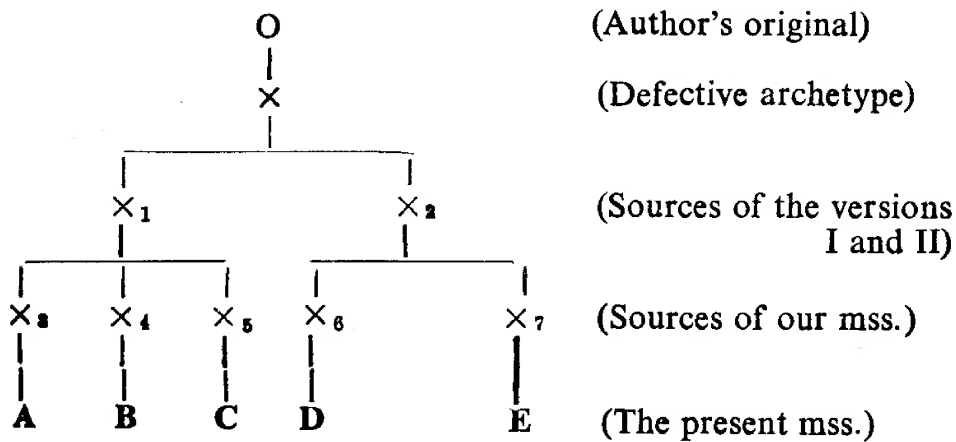 O (Author's original)
× (Defective archetype)
×₁ ×₂ (Sources of the versions
I and II)
×₃ ×₄ ×₅ ×₆ ×₇ (Sources of our mss.)
A B C D E (The present mss.)